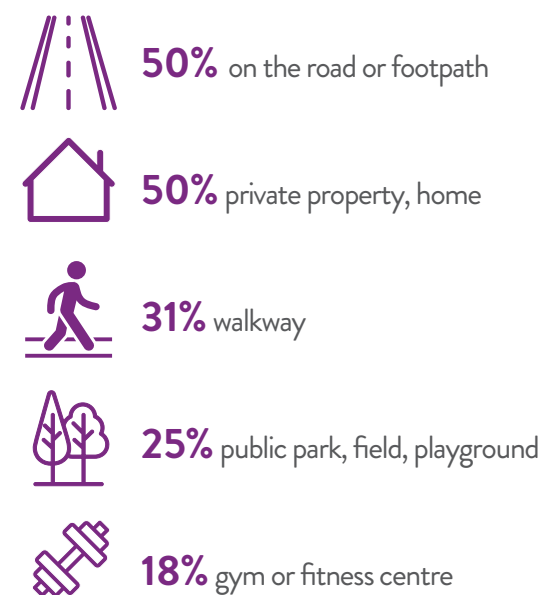 50% on the road or footpath
50% private property, home
31% walkway
25% public park, field, playground
18% gym or fitness centre